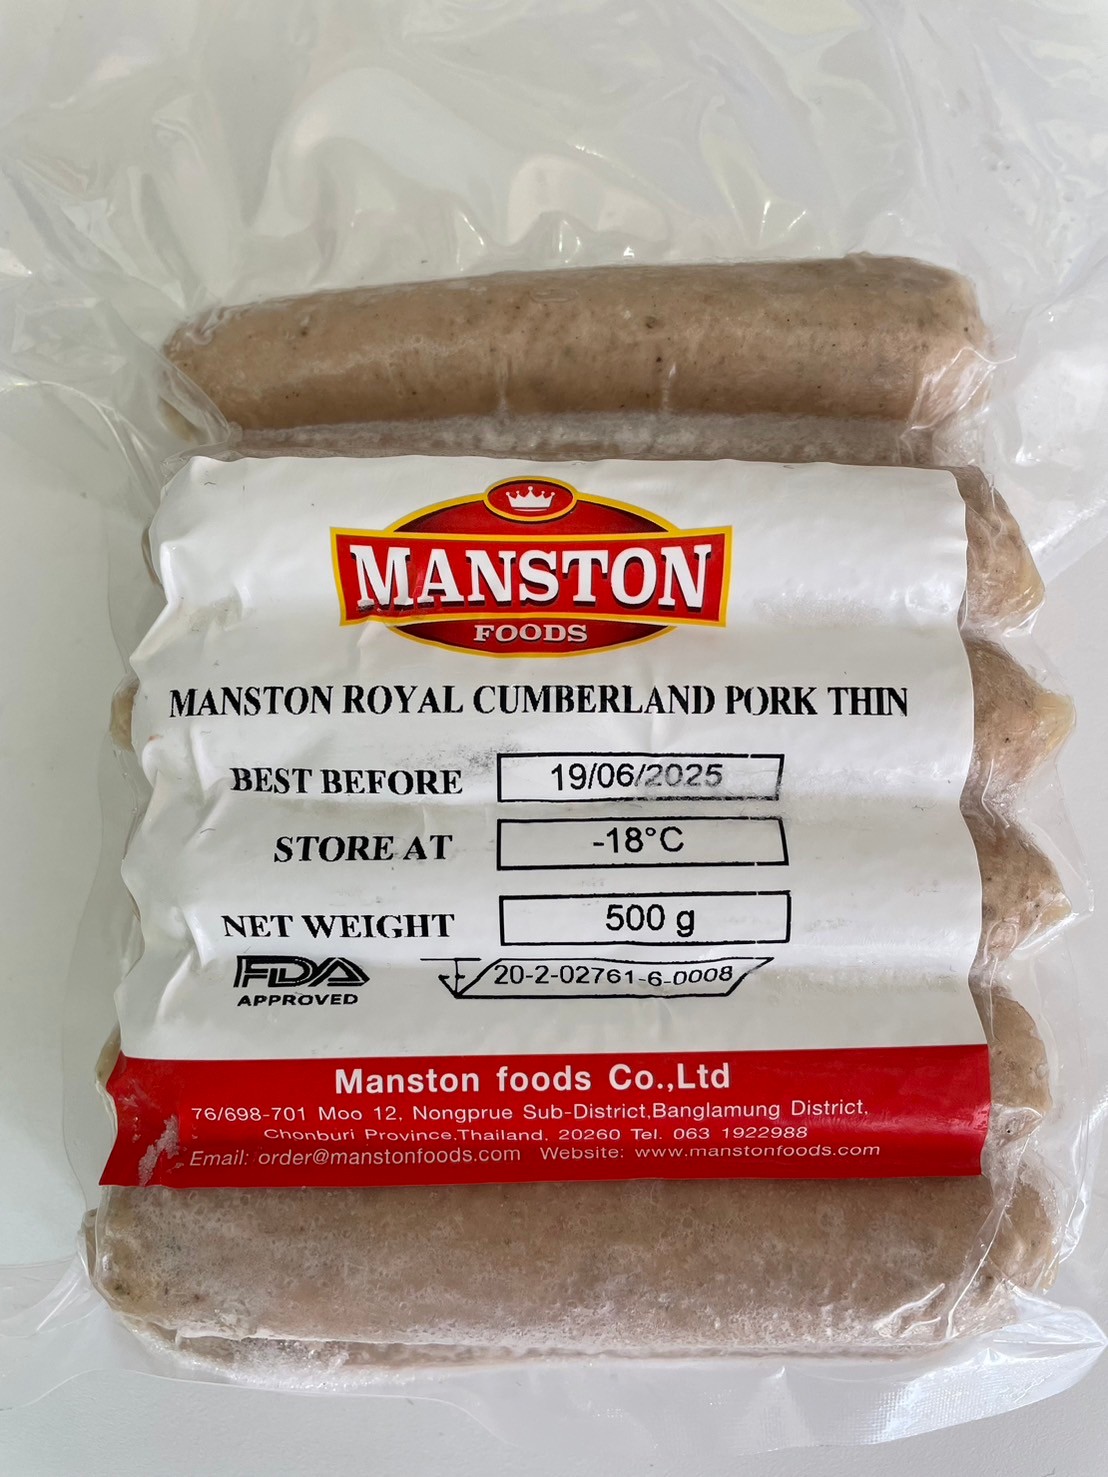 MANSTON
FOODS
MANSTON ROYAL CUMBERLAND PORK THIN
BEST BEFORE 19/06/2025
STORE AT -18°C
NET WEIGHT 500 g
FDA APPROVED 20-2-02761-6-0008
Manston foods Co.,Ltd
76/698-701 Moo 12, Nongprue Sub-District,Banglamung District,
Chonburi Province,Thailand. 20260 Tel. 063 1922988
Email: order@manstonfoods.com Website: www.manstonfoods.com